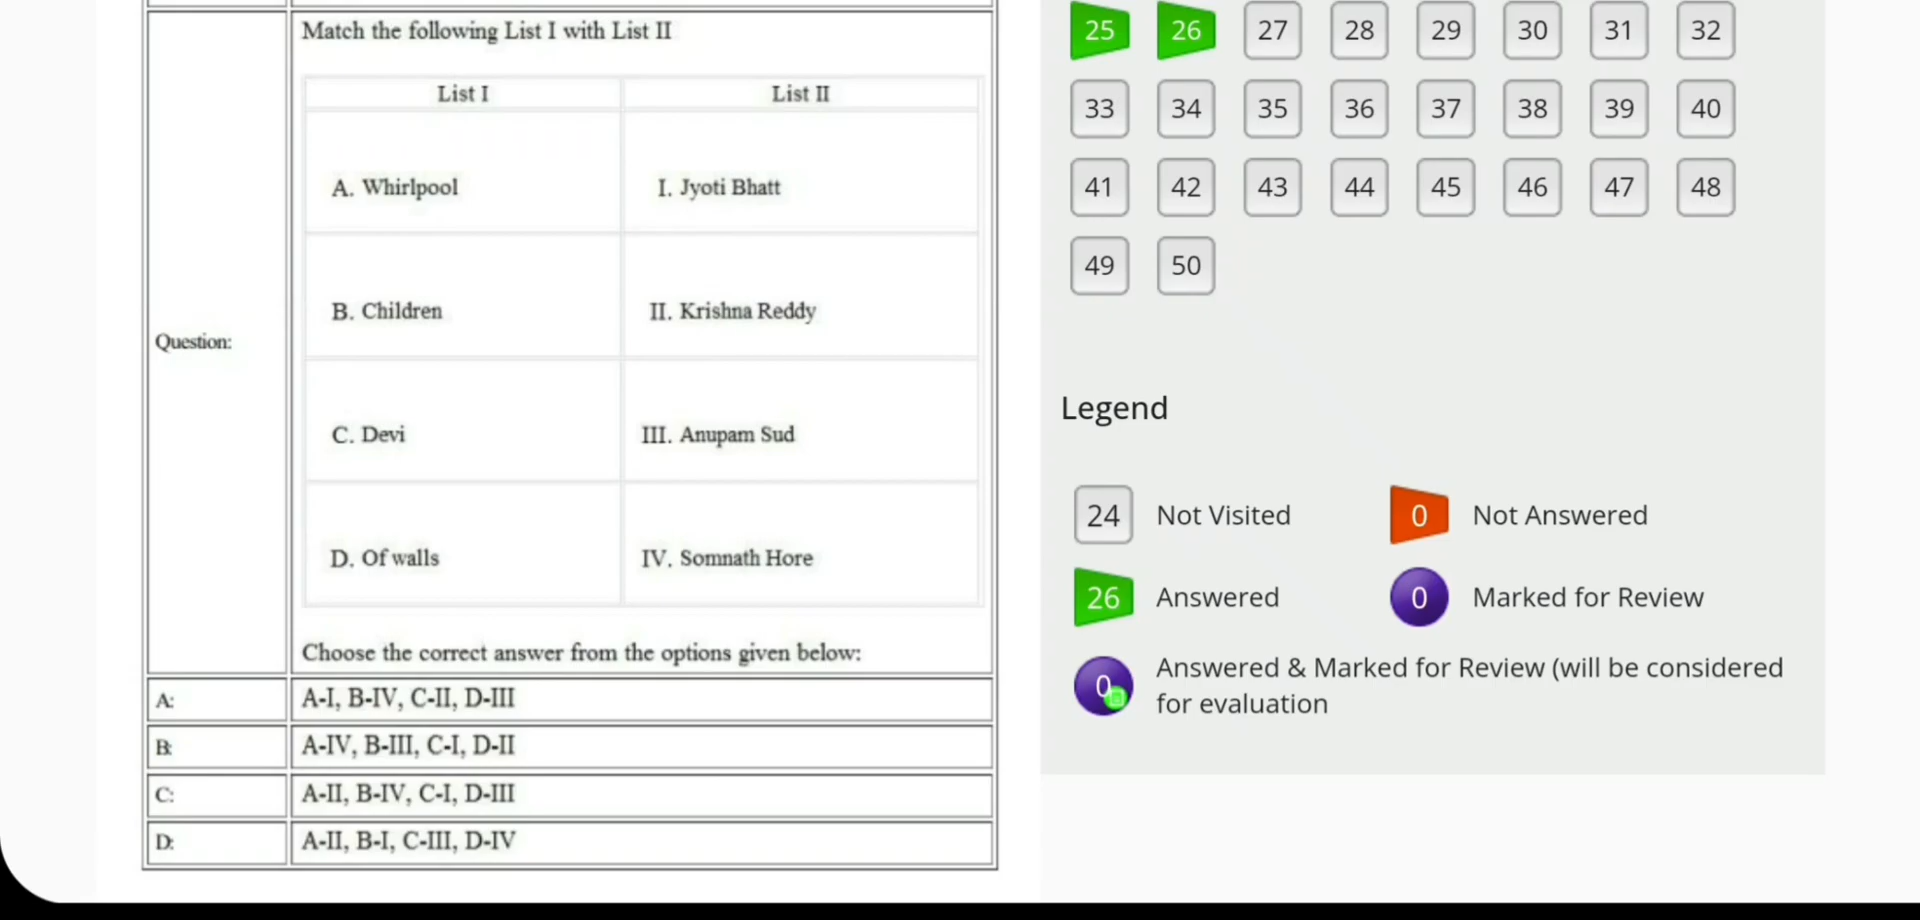 Match the following List I with List II
List I List II
A. Whirlpool I. Jyoti Bhatt
B. Children II. Krishna Reddy
Question:
C. Devi III. Anupam Sud
D. Of walls IV. Somnath Hore
Choose the correct answer from the options given below:
A: A-I, B-IV, C-II, D-III
B: A-IV, B-III, C-I, D-II
C: A-II, B-IV, C-I, D-III
D: A-II, B-I, C-III, D-IV
25 26 27 28 29 30 31 32
33 34 35 36 37 38 39 40
41 42 43 44 45 46 47 48
49 50
Legend
24 Not Visited 0 Not Answered
26 Answered 0 Marked for Review
0 Answered & Marked for Review (will be considered
for evaluation